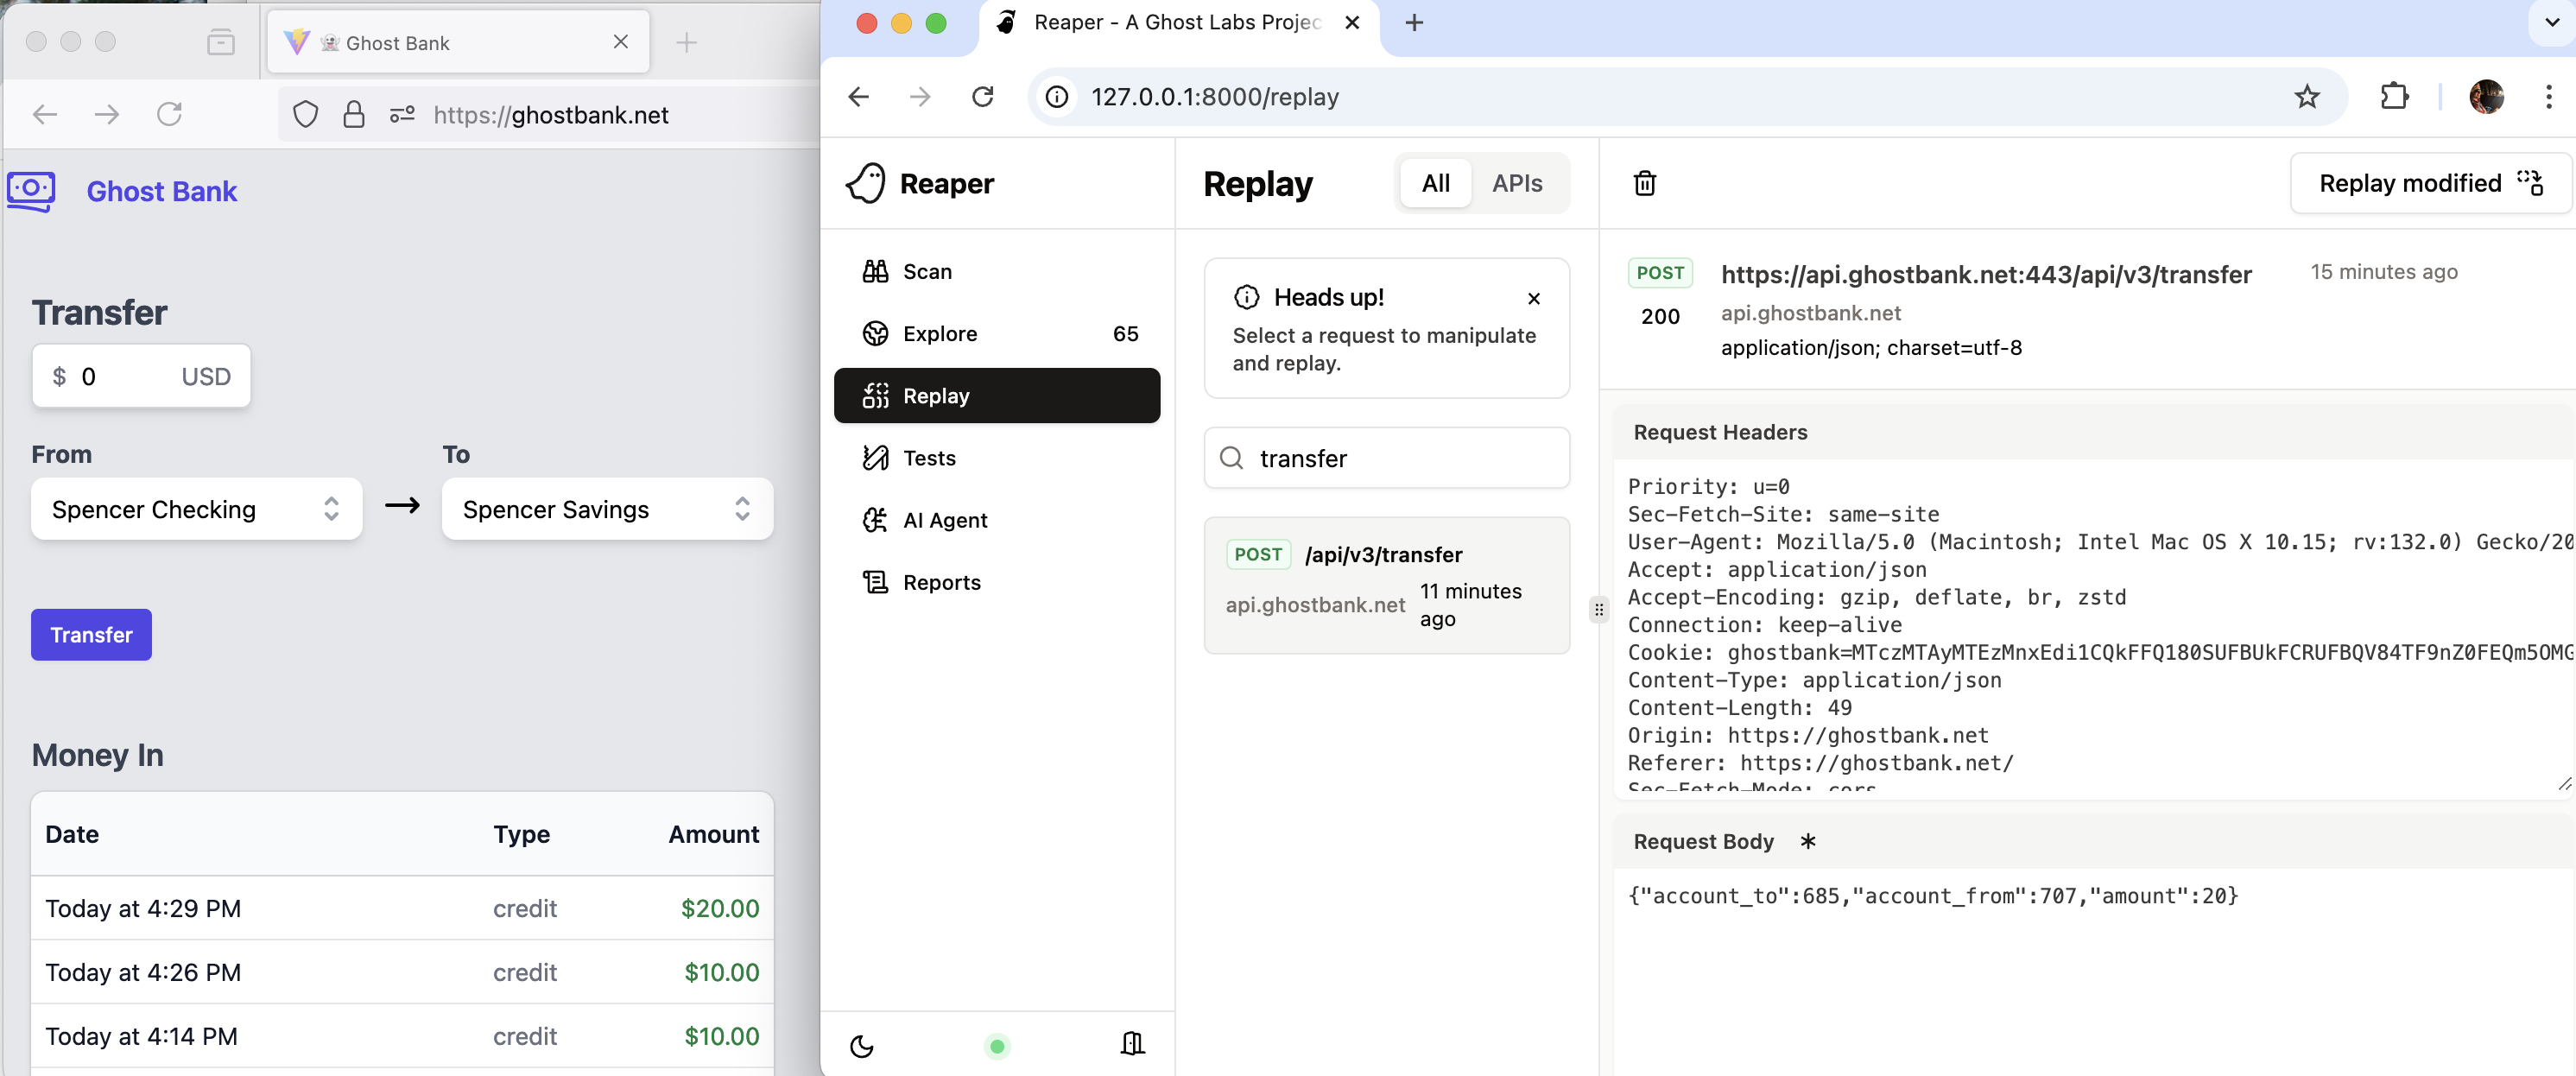 Ghost Bank
https://ghostbank.net
Ghost Bank
Transfer
$ 0 USD
From
To
Spencer Checking
Spencer Savings
Transfer
Money In
Date Type Amount
Today at 4:29 PM credit $20.00
Today at 4:26 PM credit $10.00
Today at 4:14 PM credit $10.00
Reaper - A Ghost Labs Projec
127.0.0.1:8000/replay
Reaper
Scan
Explore 65
Replay
Tests
AI Agent
Reports
Replay
All APIs
Heads up!
Select a request to manipulate
and replay.
transfer
POST /api/v3/transfer
api.ghostbank.net 11 minutes
ago
Replay modified
POST https://api.ghostbank.net:443/api/v3/transfer 15 minutes ago
200 api.ghostbank.net
application/json; charset=utf-8
Request Headers
Priority: u=0
Sec-Fetch-Site: same-site
User-Agent: Mozilla/5.0 (Macintosh; Intel Mac OS X 10.15; rv:132.0) Gecko/20
Accept: application/json
Accept-Encoding: gzip, deflate, br, zstd
Connection: keep-alive
Cookie: ghostbank=MTczMTAyMTEzMnxEdi1CQkFFQ180SUFBUkFCRUFBQV84TF9nZ0FEQm5OMG
Content-Type: application/json
Content-Length: 49
Origin: https://ghostbank.net
Referer: https://ghostbank.net/
Sec-Fetch-Mode: cors
Request Body *
{"account_to":685,"account_from":707,"amount":20}